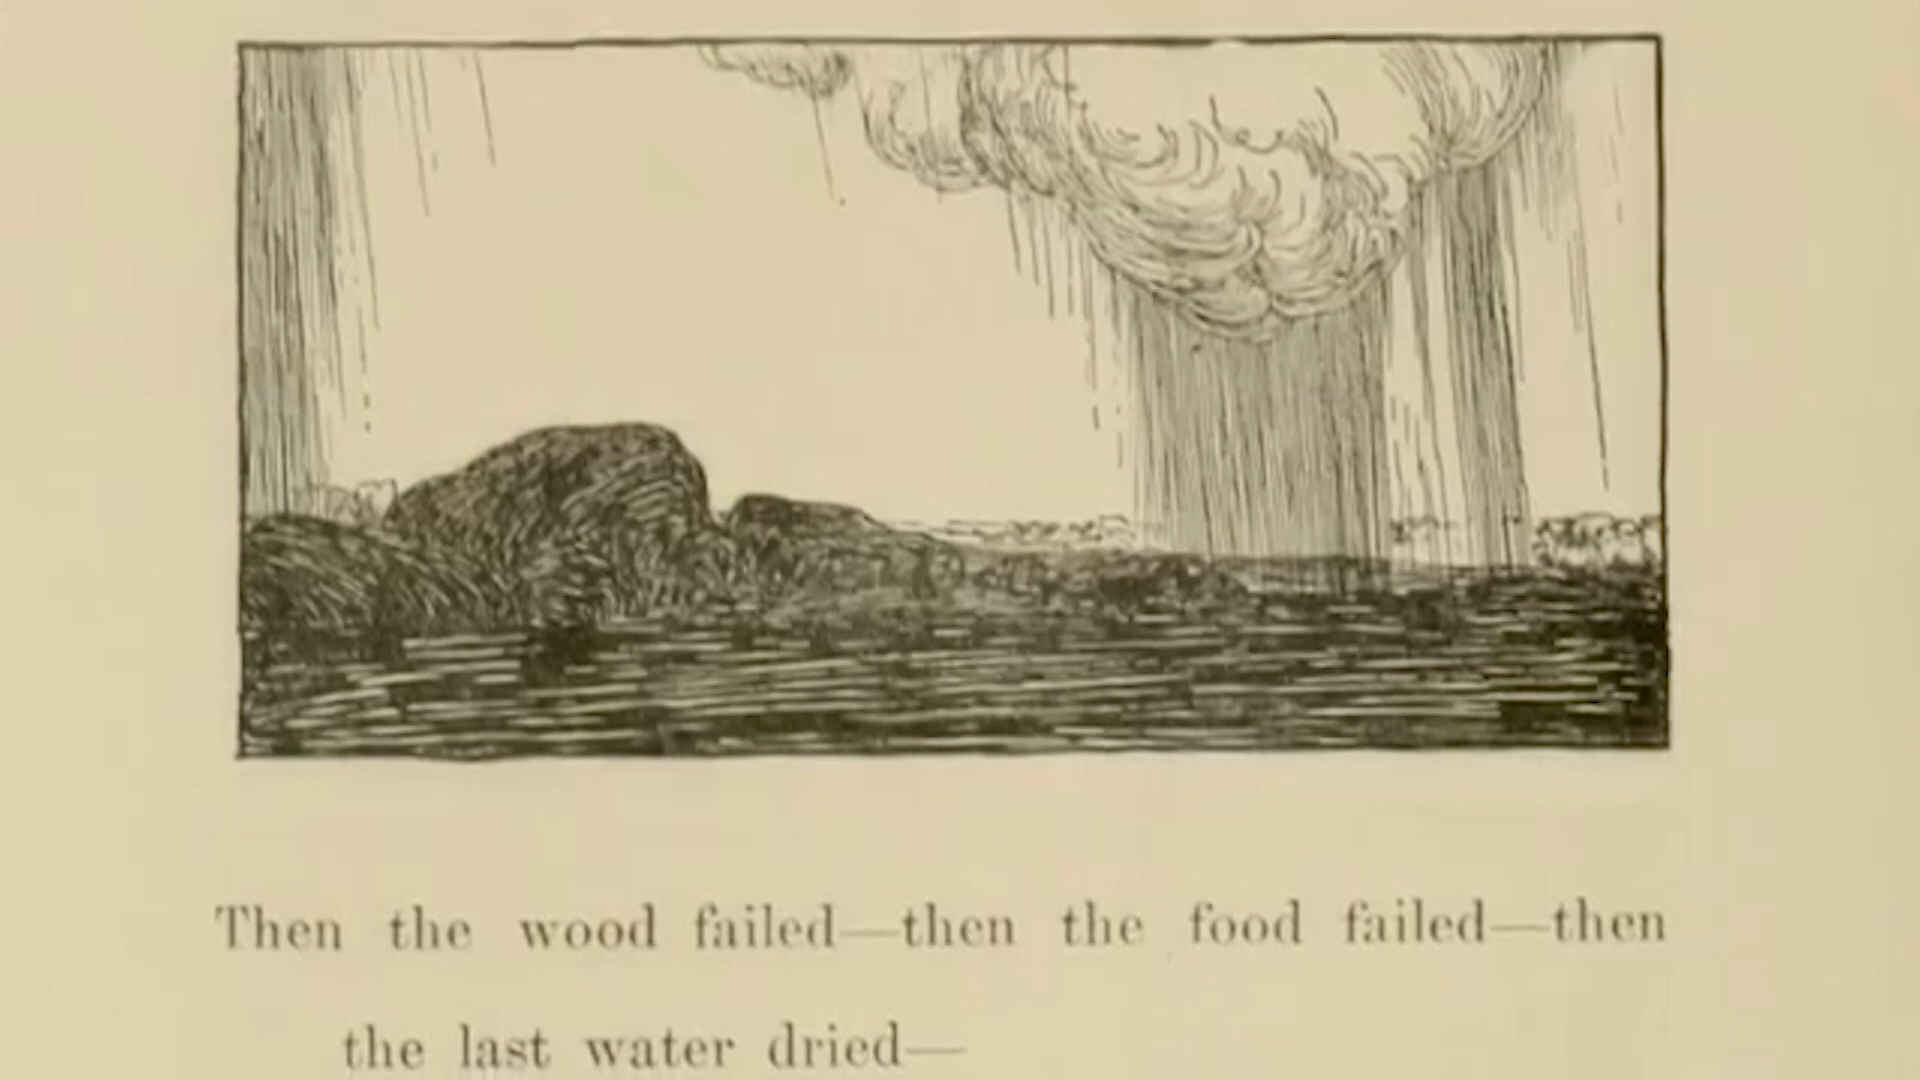 Then the wood failed—then the food failed—then
the last water dried—